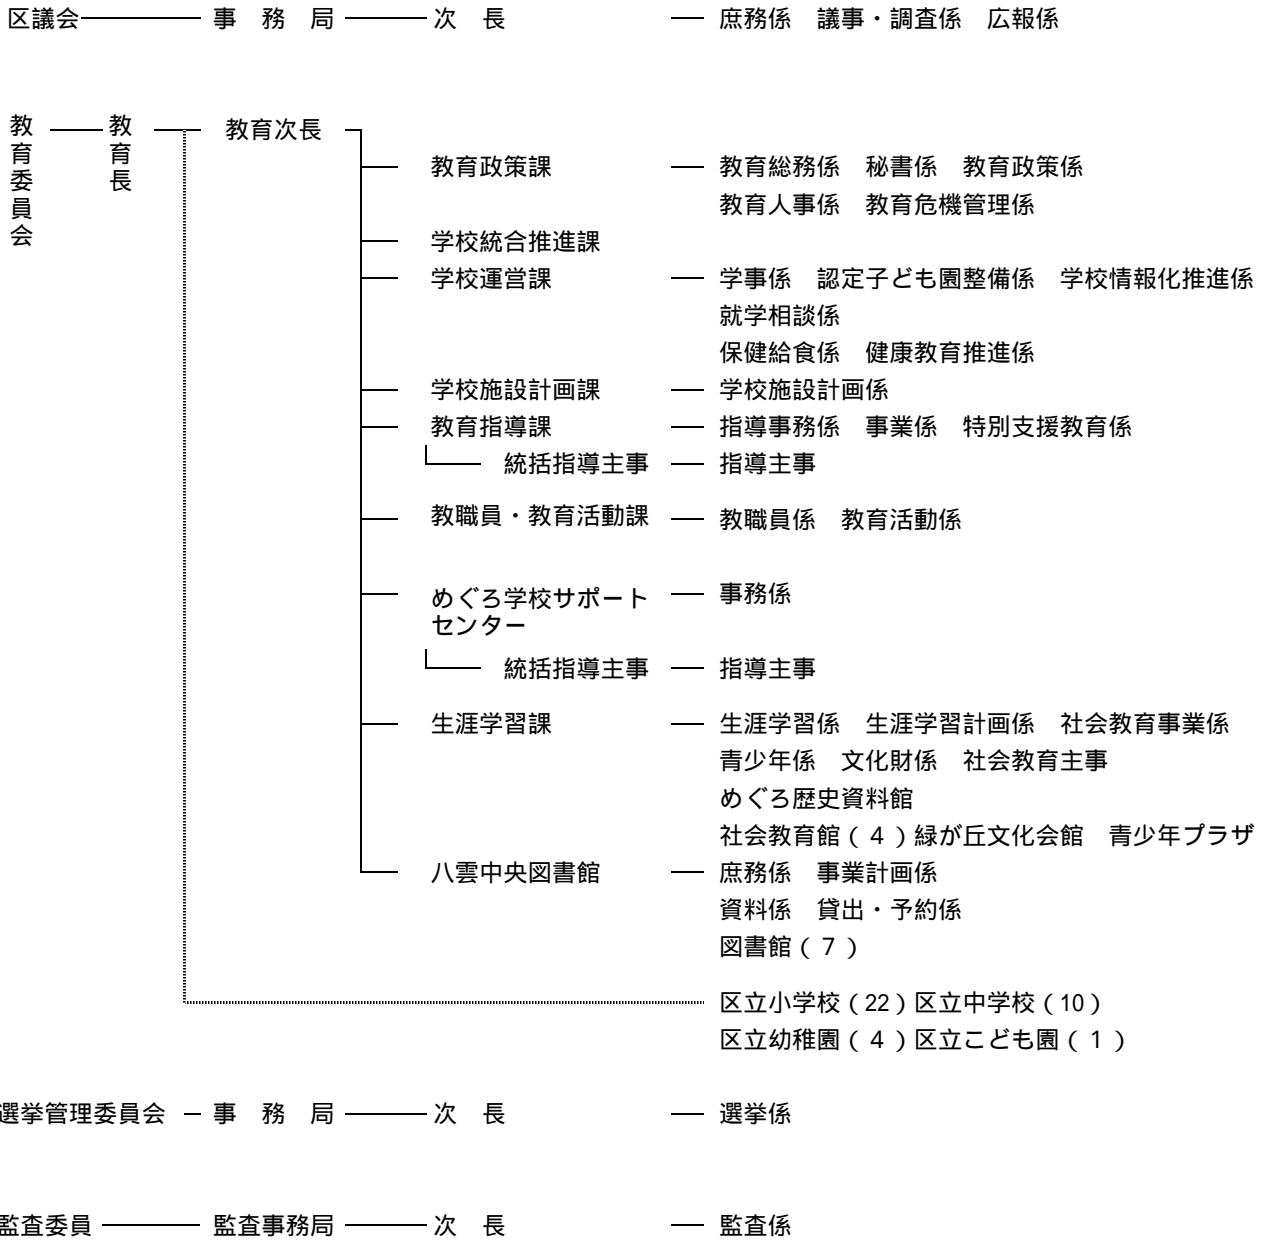 区議会 事　務　局 次　長 庶務係　議事・調査係　広報係
教育委員会 教育長 教育次長
教育政策課 教育総務係　秘書係　教育政策係
教育人事係　教育危機管理係
学校統合推進課
学校運営課 学事係　認定子ども園整備係　学校情報化推進係
就学相談係
保健給食係　健康教育推進係
学校施設計画課 学校施設計画係
教育指導課 指導事務係　事業係　特別支援教育係
統括指導主事 指導主事
教職員・教育活動課 教職員係　教育活動係
めぐろ学校サポート 事務係
センター
統括指導主事 指導主事
生涯学習課 生涯学習係　生涯学習計画係　社会教育事業係
青少年係　文化財係　社会教育主事
めぐろ歴史資料館
社会教育館（４）緑が丘文化会館　青少年プラザ
八雲中央図書館 庶務係　事業計画係
資料係　貸出・予約係
図書館（７）
区立小学校（22）区立中学校（10）
区立幼稚園（４）区立こども園（１）
選挙管理委員会 事　務　局 次　長 選挙係
監査委員 監査事務局 次　長 監査係